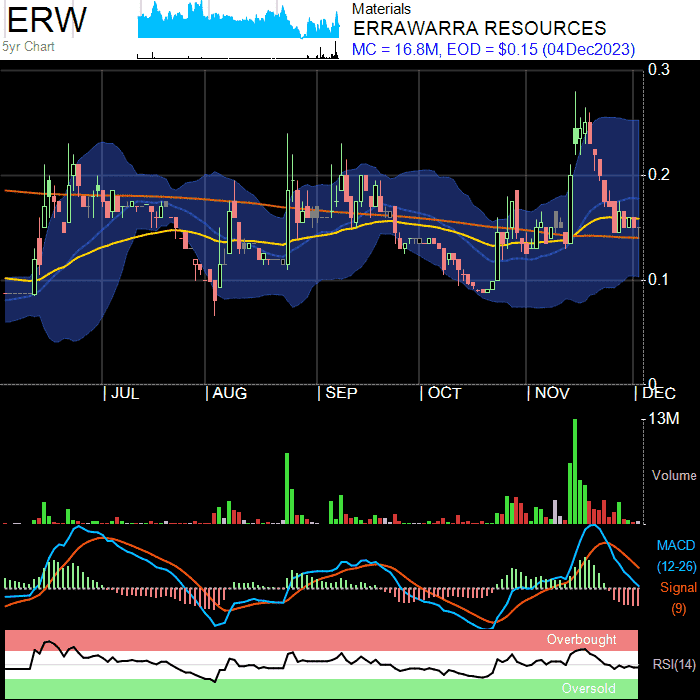 ERW
5yr Chart
Materials
ERRAWARRA RESOURCES
MC = 16.8M, EOD = $0.15 (04Dec2023)
0.3
0.2
0.1
0
JUL
AUG
SEP
OCT
NOV
DEC
13M
Volume
MACD
(12-26)
Signal
(9)
Overbought
RSI(14)
Oversold